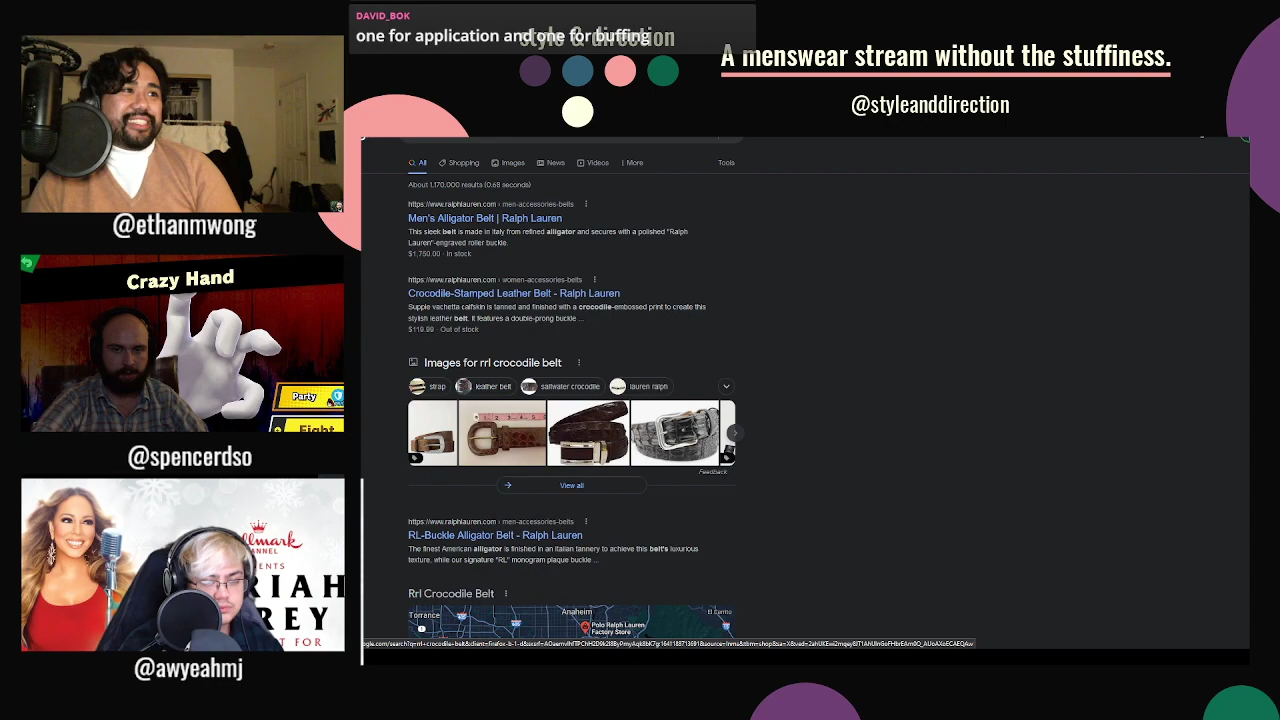 DAVID_BOK
one for application and one for buffing
style & direction
A menswear stream without the stuffiness.
@styleanddirection
@ethanmwong
Crazy Hand
Party
Fight
@spencerdso
Hallmark
CHANNEL
SENTS
RIAH
REY
T FOR
@awyeahmj
All Shopping Images News Videos More Tools
About 1,170,000 results (0.68 seconds)
https://www.ralphlauren.com › men-accessories-belts
Men's Alligator Belt | Ralph Lauren
This sleek belt is made in Italy from refined alligator and secures with a polished "Ralph
Lauren"-engraved roller buckle.
$1,750.00 · In stock
https://www.ralphlauren.com › women-accessories-belts
Crocodile-Stamped Leather Belt - Ralph Lauren
Supple vachetta calfskin is tanned and finished with a crocodile-embossed print to create this
stylish leather belt. It features a double-prong buckle ...
$119.99 · Out of stock
Images for rrl crocodile belt
strap leather belt saltwater crocodile lauren ralph
Feedback
View all
https://www.ralphlauren.com › men-accessories-belts
RL-Buckle Alligator Belt - Ralph Lauren
The finest American alligator is finished in an Italian tannery to achieve this belt's luxurious
texture, while our signature "RL" monogram plaque buckle ...
Rrl Crocodile Belt
Torrance
Anaheim
El Cerrito
Polo Ralph Lauren
Factory Store